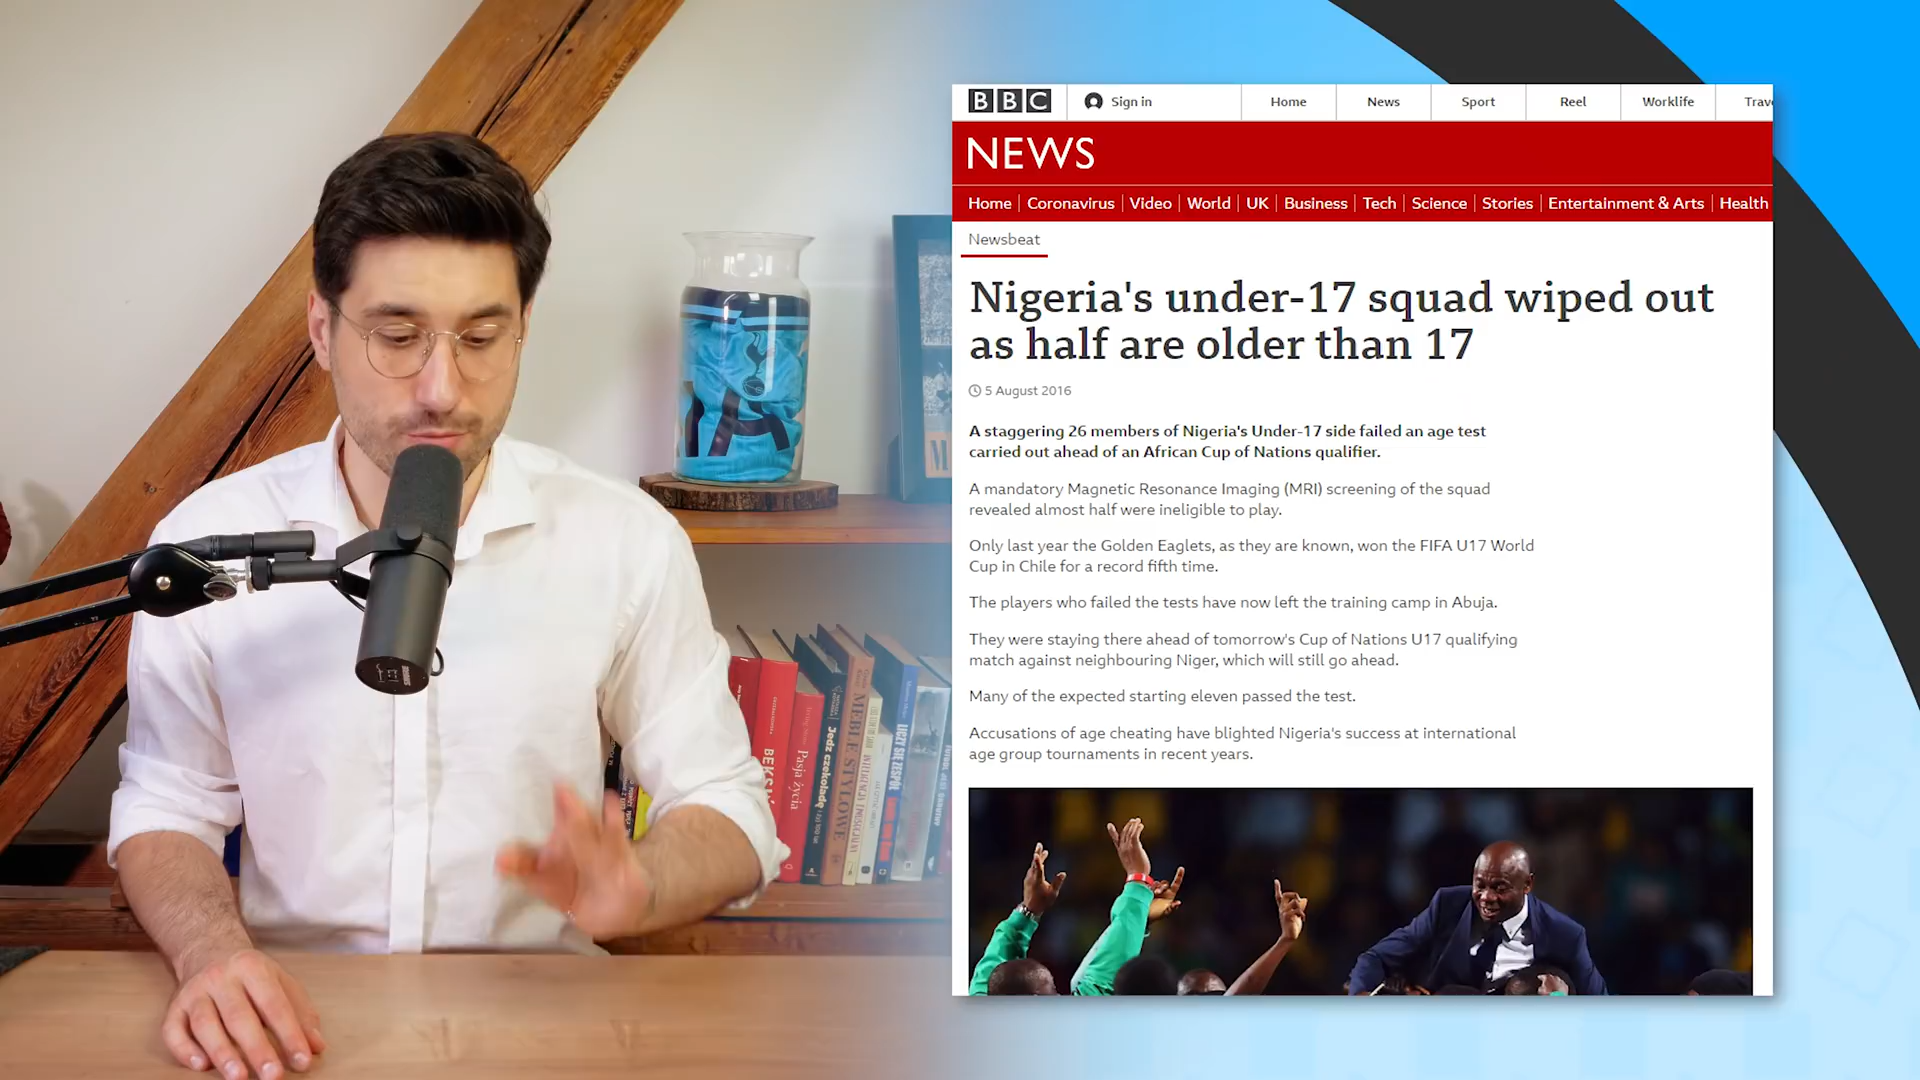 BBC
Sign in
Home
News
Sport
Reel
Worklife
Trav
NEWS
Home
Coronavirus
Video
World
UK
Business
Tech
Science
Stories
Entertainment & Arts
Health
Newsbeat
Nigeria's under-17 squad wiped out
as half are older than 17
5 August 2016
A staggering 26 members of Nigeria's Under-17 side failed an age test
carried out ahead of an African Cup of Nations qualifier.
A mandatory Magnetic Resonance Imaging (MRI) screening of the squad
revealed almost half were ineligible to play.
Only last year the Golden Eaglets, as they are known, won the FIFA U17 World
Cup in Chile for a record fifth time.
The players who failed the tests have now left the training camp in Abuja.
They were staying there ahead of tomorrow's Cup of Nations U17 qualifying
match against neighbouring Niger, which will still go ahead.
Many of the expected starting eleven passed the test.
Accusations of age cheating have blighted Nigeria's success at international
age group tournaments in recent years.
Pasja życia
Jedz czekoladę
MEBLE STYLOWE
LICZY SIĘ ZESPÓŁ